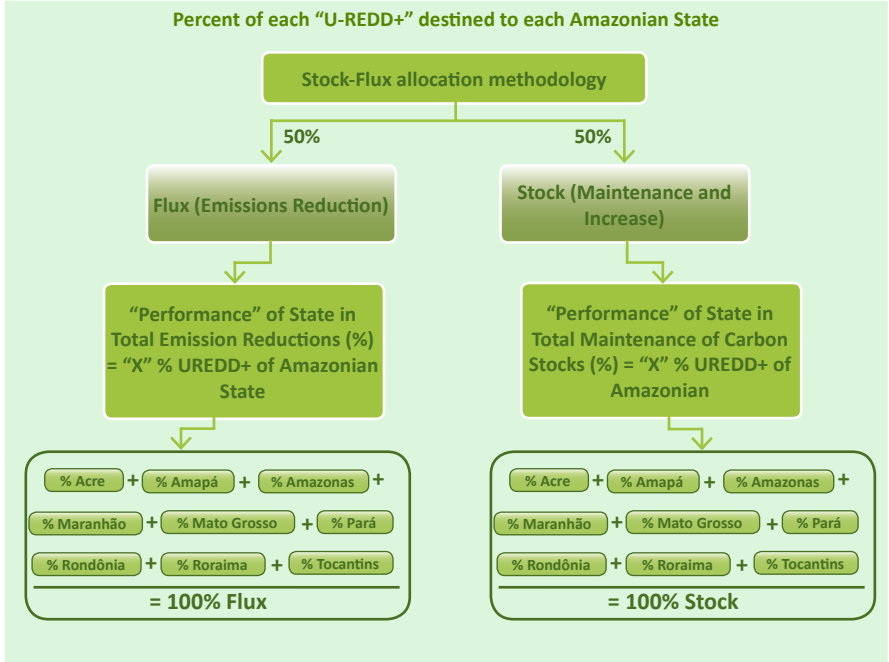 Percent of each “U-REDD+” destined to each Amazonian State
Stock-Flux allocation methodology
50%
50%
Flux (Emissions Reduction)
Stock (Maintenance and
Increase)
“Performance” of State in
Total Emission Reductions (%)
= “X” % UREDD+ of Amazonian
State
“Performance” of State in
Total Maintenance of Carbon
Stocks (%) = “X” % UREDD+ of
Amazonian
% Acre + % Amapá + % Amazonas +
% Maranhão + % Mato Grosso + % Pará
% Rondônia + % Roraima + % Tocantins
= 100% Flux
% Acre + % Amapá + % Amazonas +
% Maranhão + % Mato Grosso + % Pará
% Rondônia + % Roraima + % Tocantins
= 100% Stock